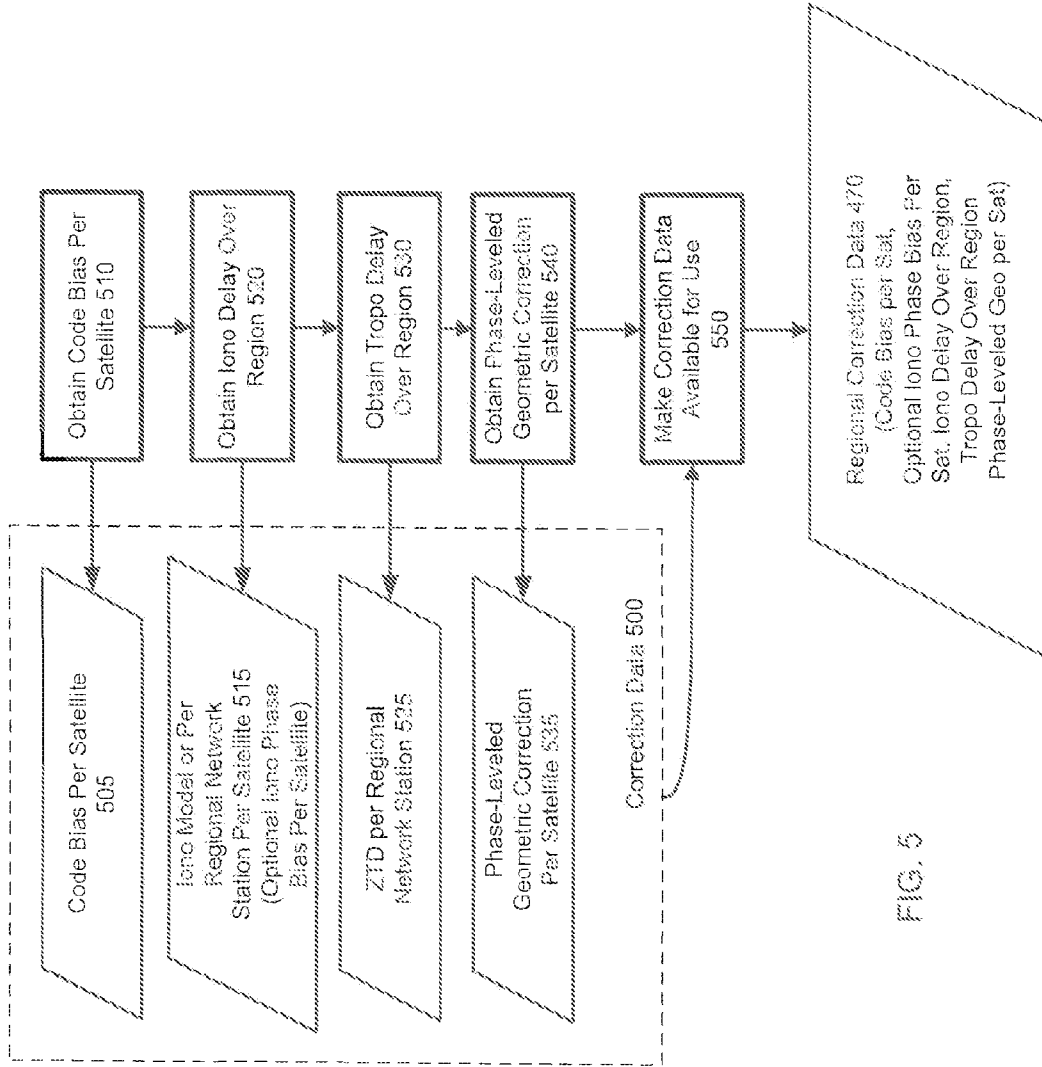 Obtain Code Bias Per
Satellite 510
Obtain Iono Delay Over
Region 520
Obtain Tropo Delay
Over Region 530
Obtain Phase-Leveled
Geometric Correction
per Satellite 540
Make Correction Data
Available for Use
550
Code Bias Per Satellite
505
Iono Model or Per
Regional Network
Station Per Satellite 515
(Optional Iono Phase
Bias Per Satellite)
ZTD per Regional
Network Station 525
Phase-Leveled
Geometric Correction
Per Satellite 535
Correction Data 500
Regional Correction Data 470
(Code Bias per Sat,
Optional Iono Phase Bias Per
Sat. Iono Delay Over Region,
Tropo Delay Over Region
Phase-Leveled Geo per Sat)
FIG. 5